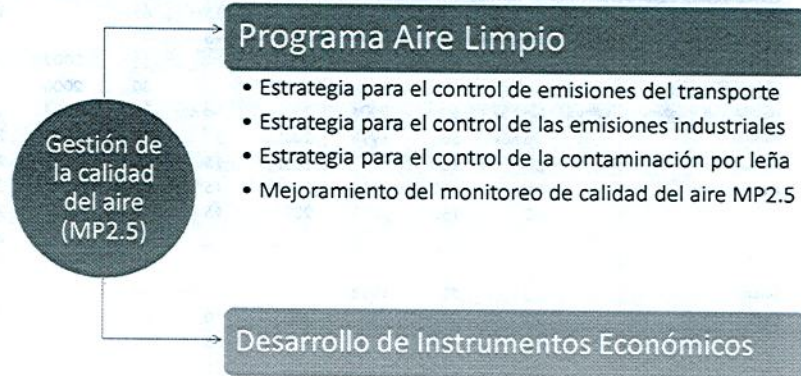 Programa Aire Limpio
• Estrategia para el control de emisiones del transporte
• Estrategia para el control de las emisiones industriales
• Estrategia para el control de la contaminación por leña
• Mejoramiento del monitoreo de calidad del aire MP2.5
Gestión de
la calidad
del aire
(MP2.5)
Desarrollo de Instrumentos Económicos